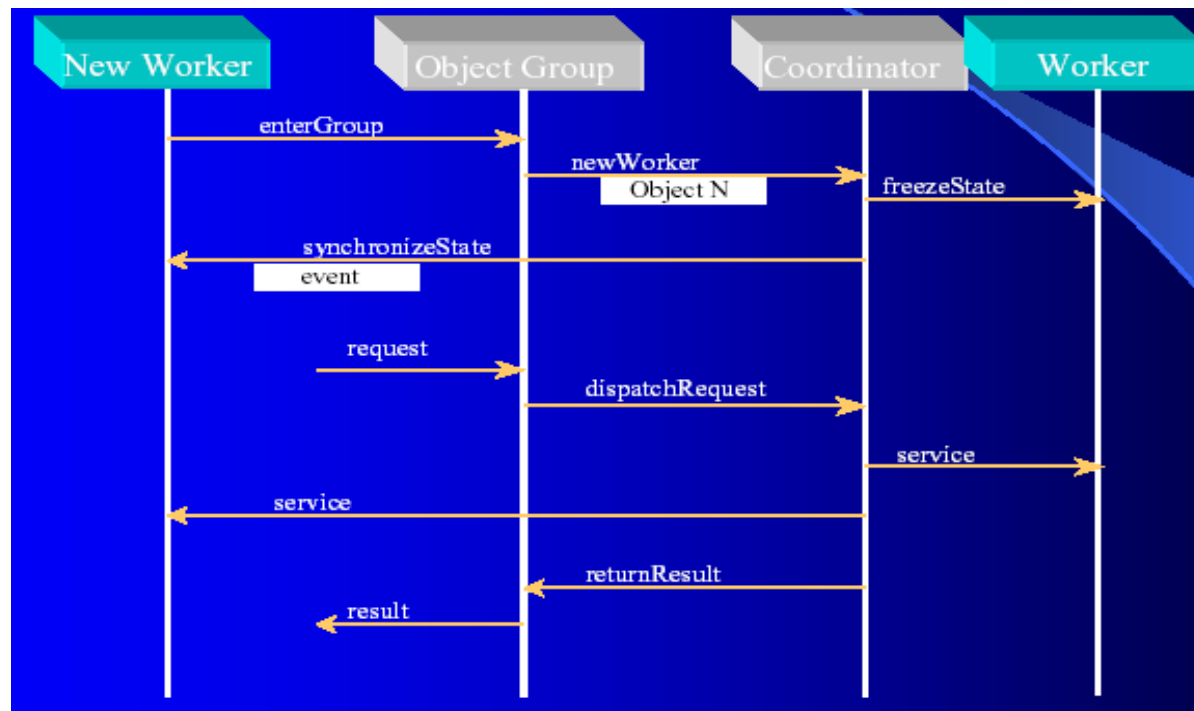 New Worker
Object Group
Coordinator
Worker
enterGroup
newWorker
Object N
freezeState
synchronizeState
event
request
dispatchRequest
service
service
returnResult
result